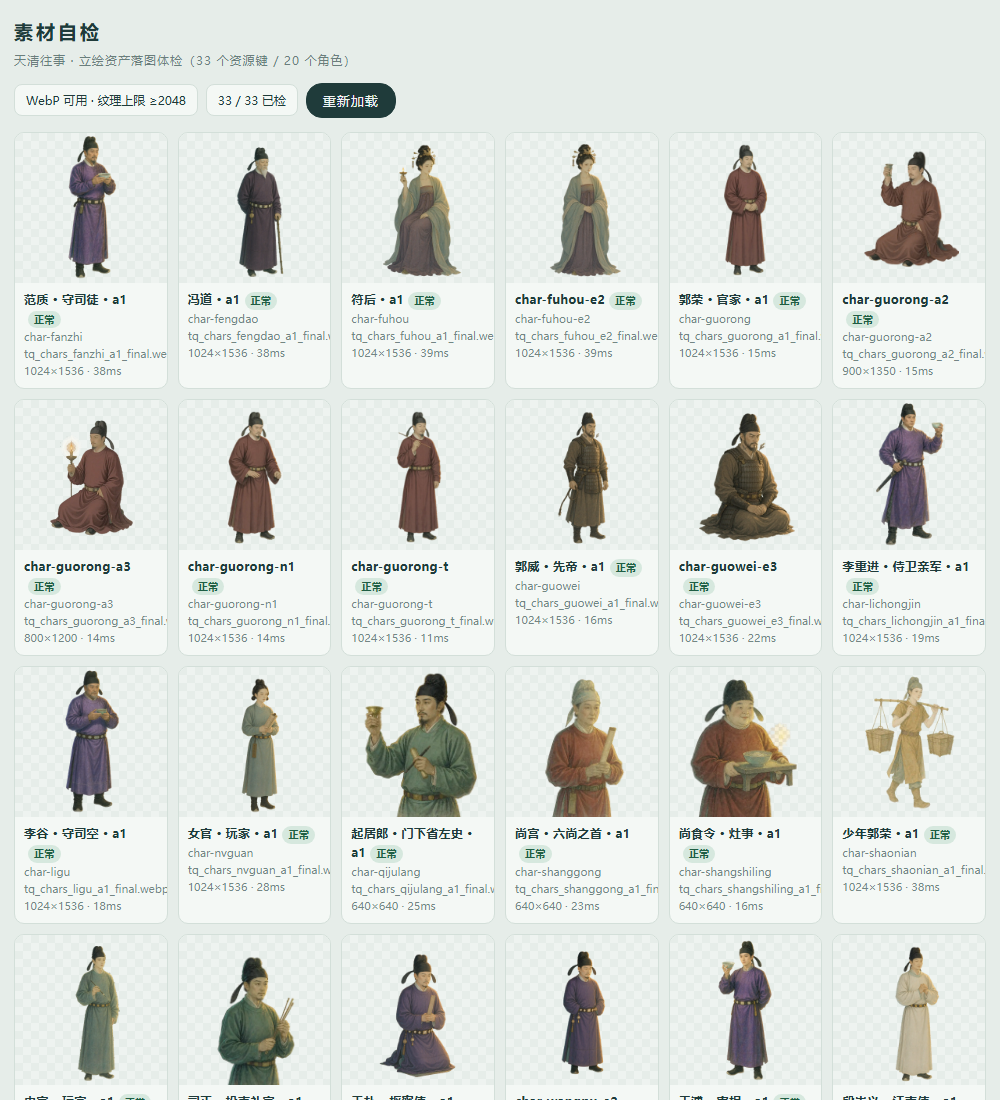 素材自检
天清往事 · 立绘资产落图体检（33 个资源键 / 20 个角色）
WebP 可用 · 纹理上限 ≥2048
33 / 33 已检
重新加载
范质・守司徒・a1
正常
char-fanzhi
tq_chars_fanzhi_a1_final.we
1024×1536 · 38ms
冯道・a1 正常
char-fengdao
tq_chars_fengdao_a1_final.
1024×1536 · 38ms
符后・a1 正常
char-fuhou
tq_chars_fuhou_a1_final.we
1024×1536 · 39ms
char-fuhou-e2 正常
char-fuhou-e2
tq_chars_fuhou_e2_final.we
1024×1536 · 39ms
郭荣・官家・a1 正常
char-guorong
tq_chars_guorong_a1_final.
1024×1536 · 15ms
char-guorong-a2
正常
char-guorong-a2
tq_chars_guorong_a2_final.
900×1350 · 15ms
char-guorong-a3
正常
char-guorong-a3
tq_chars_guorong_a3_final.
800×1200 · 14ms
char-guorong-n1
正常
char-guorong-n1
tq_chars_guorong_n1_final.
1024×1536 · 14ms
char-guorong-t
正常
char-guorong-t
tq_chars_guorong_t_final.w
1024×1536 · 11ms
郭威・先帝・a1 正常
char-guowei
tq_chars_guowei_a1_final.w
1024×1536 · 16ms
char-guowei-e3
正常
char-guowei-e3
tq_chars_guowei_e3_final.w
1024×1536 · 22ms
李重进・侍卫亲军・a1
正常
char-lichongjin
tq_chars_lichongjin_a1_fina
1024×1536 · 19ms
李谷・守司空・a1
正常
char-ligu
tq_chars_ligu_a1_final.webp
1024×1536 · 18ms
女官・玩家・a1 正常
char-nvguan
tq_chars_nvguan_a1_final.w
1024×1536 · 28ms
起居郎・门下省左史・
a1 正常
char-qijulang
tq_chars_qijulang_a1_final.w
640×640 · 25ms
尚宫・六尚之首・a1
正常
char-shanggong
tq_chars_shanggong_a1_fin
640×640 · 23ms
尚食令・灶事・a1
正常
char-shangshiling
tq_chars_shangshiling_a1_f
640×640 · 16ms
少年郭荣・a1 正常
char-shaonian
tq_chars_shaonian_a1_final.
1024×1536 · 38ms